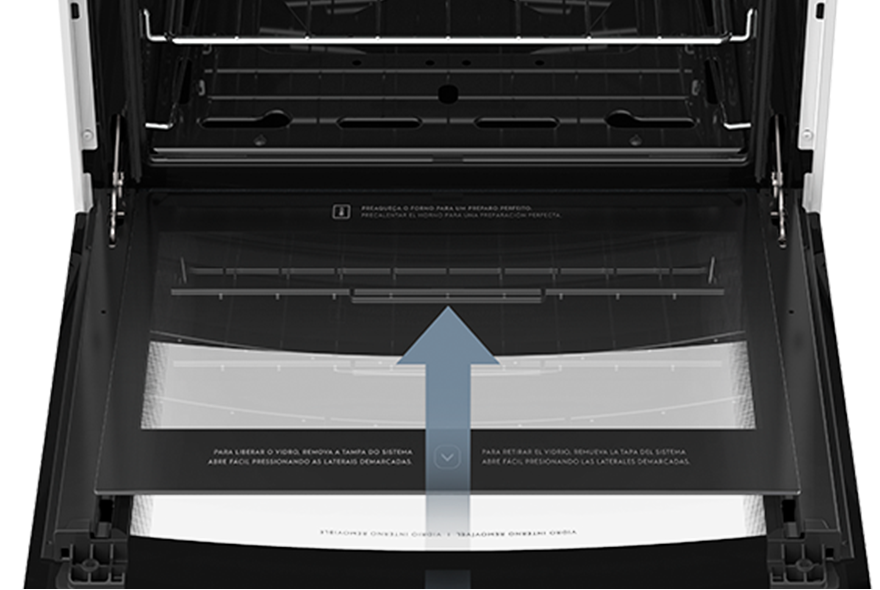 PREAQUEÇA O FORNO PARA UM PREPARO PERFEITO.
PRECALENTAR EL HORNO PARA UNA PREPARACIÓN PERFECTA.
PARA LIBERAR O VIDRO, REMOVA A TAMPA DO SISTEMA
ABRE FÁCIL PRESSIONANDO AS LATERAIS DEMARCADAS.
PARA RETIRAR EL VIDRIO, REMUEVA LA TAPA DEL SISTEMA
ABRE FÁCIL PRESIONANDO LAS LATERALES DEMARCADAS.
VIDRO INTERNO REMOVÍVEL / VIDRIO INTERNO REMOVIBLE